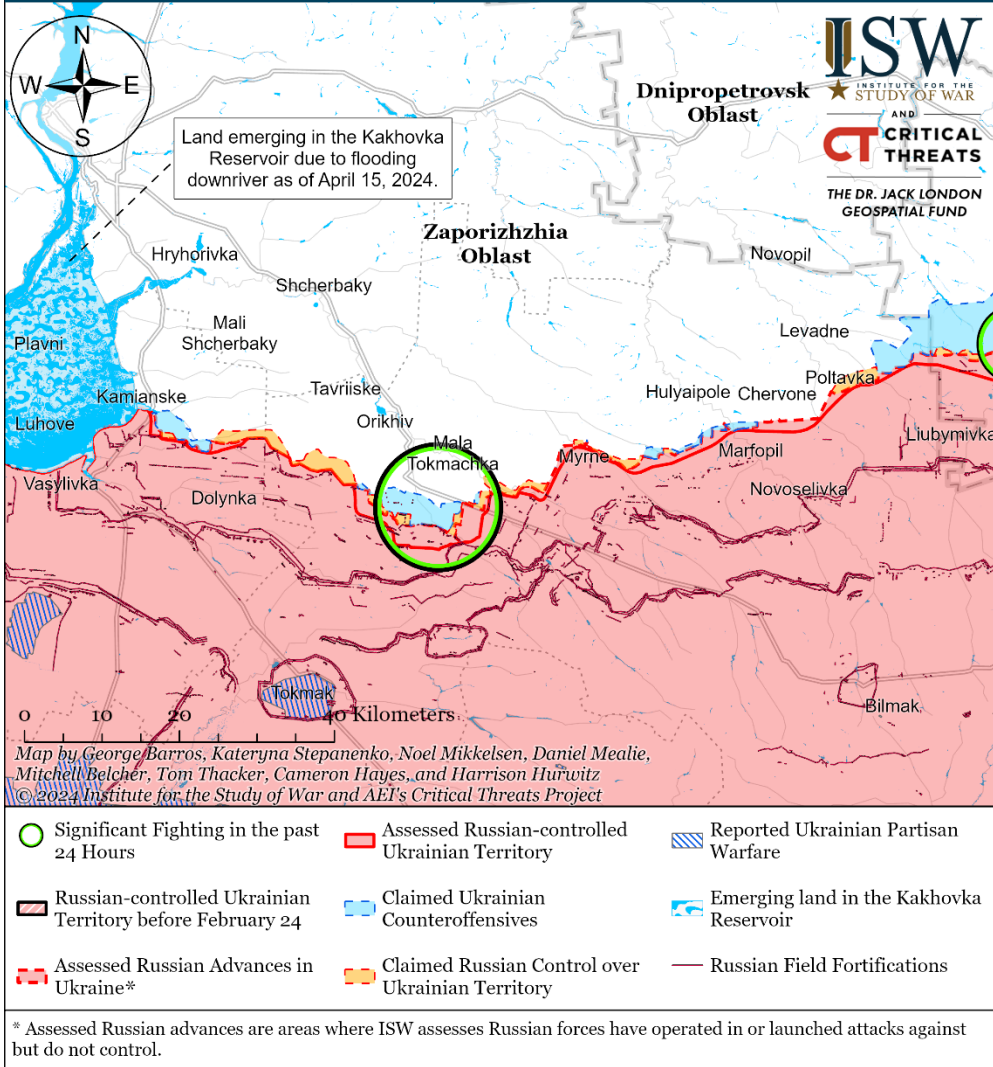 N
W
E
S
ISW
INSTITUTE FOR THE
STUDY OF WAR
AND
CT CRITICAL
THREATS
THE DR. JACK LONDON
GEOSPATIAL FUND
Dnipropetrovsk
Oblast
Land emerging in the Kakhovka
Reservoir due to flooding
downriver as of April 15, 2024.
Zaporizhzhia
Oblast
Hryhorivka
Novopil
Shcherbaky
Mali
Shcherbaky
Levadne
Plavni
Tavriiske
Poltavka
Kamianske
Hulyaipole
Chervone
Orikhiv
Luhove
Mala
Tokmachka
Myrne
Marfopil
Liubymivka
Vasylivka
Dolynka
Novoselivka
Tokmak
Bilmak
0 10 20 40 Kilometers
Map by George Barros, Kateryna Stepanenko, Noel Mikkelsen, Daniel Mealie,
Mitchell Belcher, Tom Thacker, Cameron Hayes, and Harrison Hurwitz
© 2024 Institute for the Study of War and AEI's Critical Threats Project
Significant Fighting in the past
24 Hours
Assessed Russian-controlled
Ukrainian Territory
Reported Ukrainian Partisan
Warfare
Russian-controlled Ukrainian
Territory before February 24
Claimed Ukrainian
Counteroffensives
Emerging land in the Kakhovka
Reservoir
Assessed Russian Advances in
Ukraine*
Claimed Russian Control over
Ukrainian Territory
Russian Field Fortifications
* Assessed Russian advances are areas where ISW assesses Russian forces have operated in or launched attacks against
but do not control.